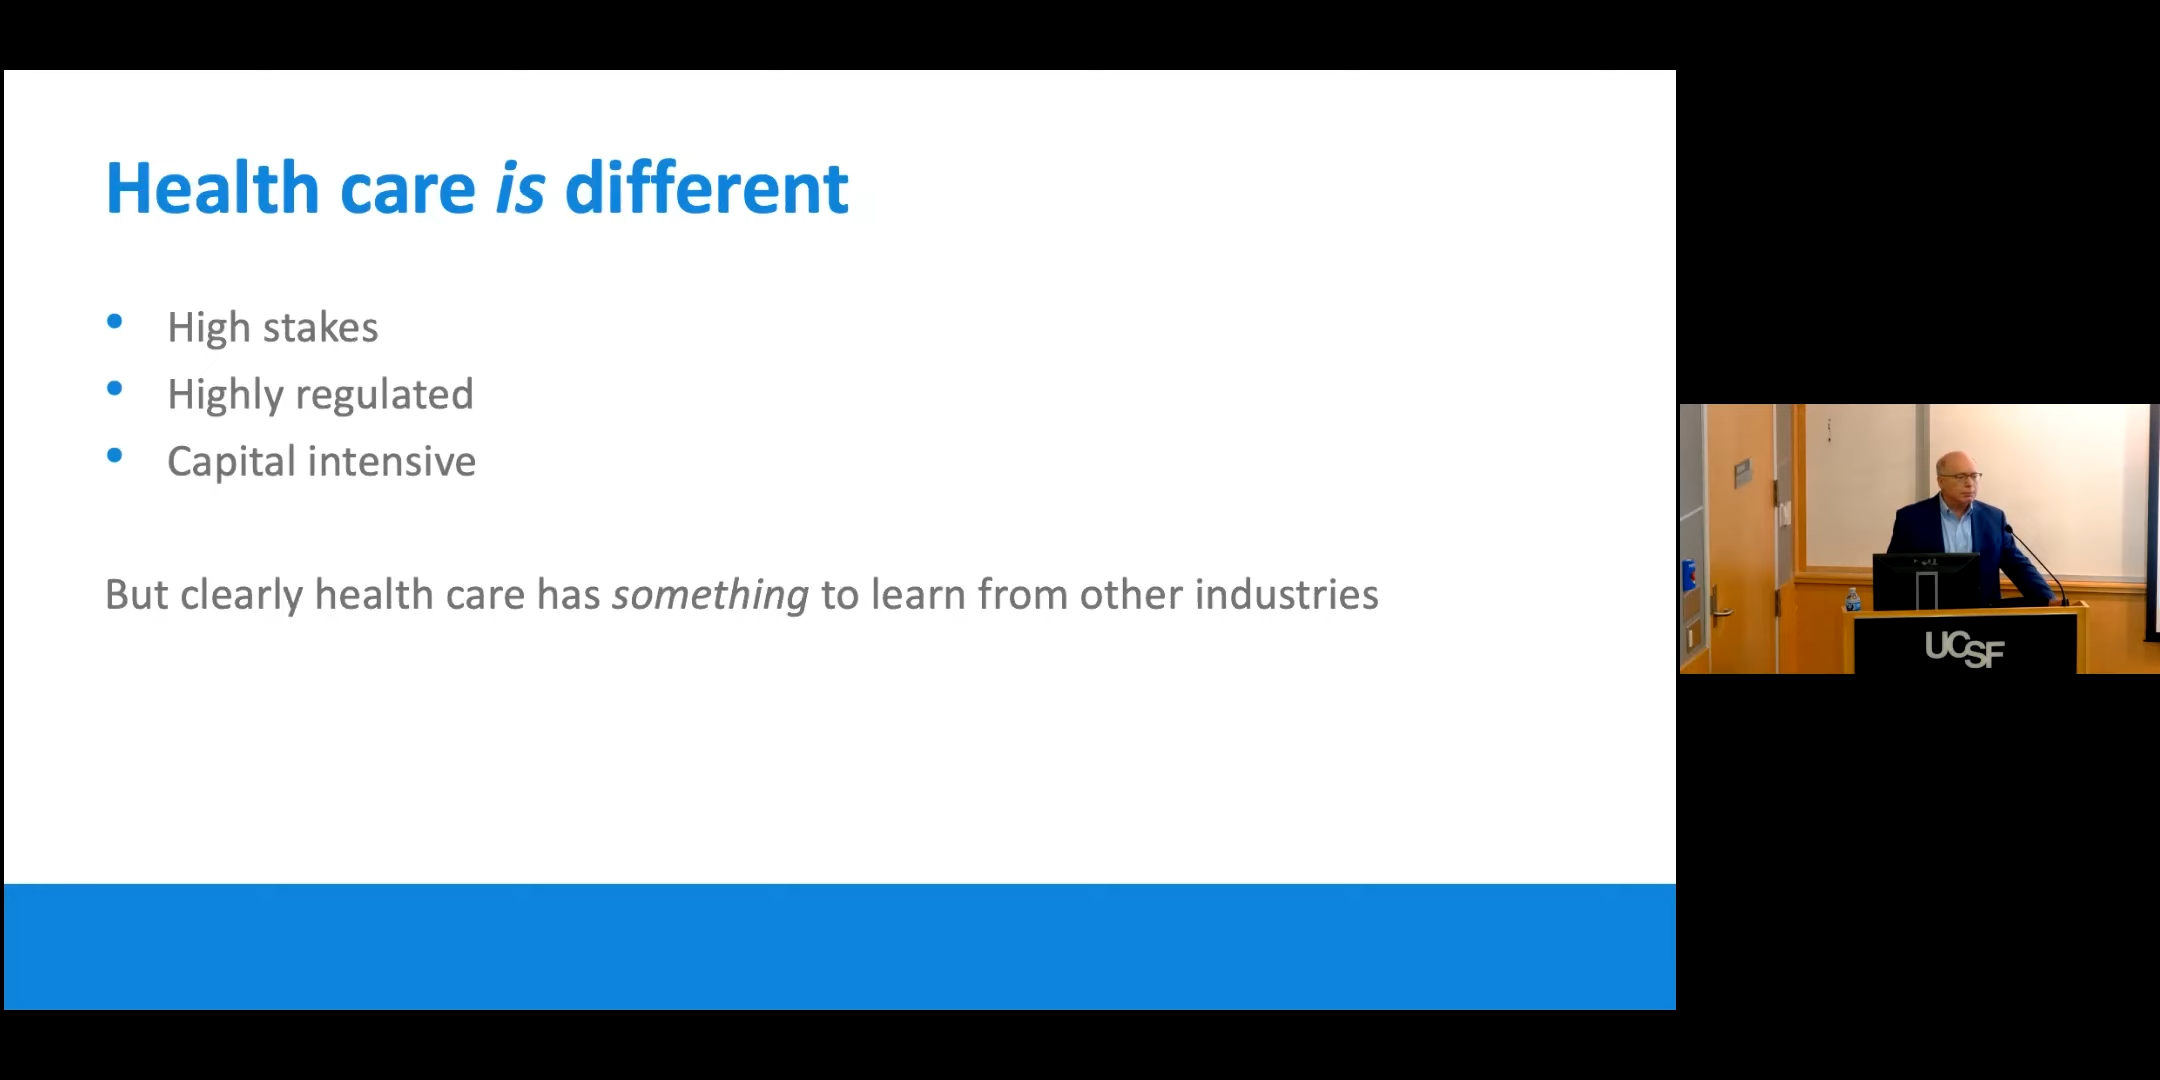 Health care is different
• High stakes
• Highly regulated
• Capital intensive
But clearly health care has something to learn from other industries
UCSF